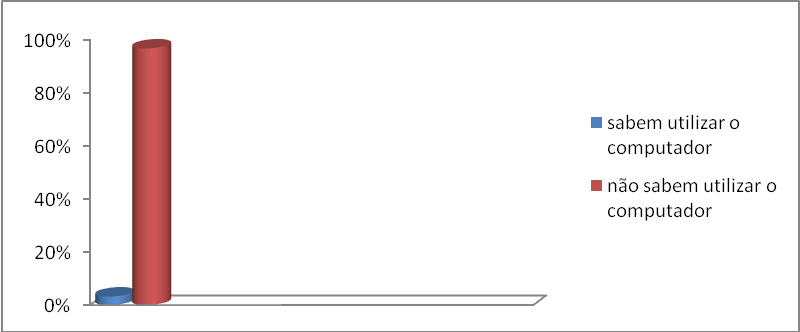 100%
80%
60%
40%
20%
0%
sabem utilizar o
computador
não sabem utilizar o
computador